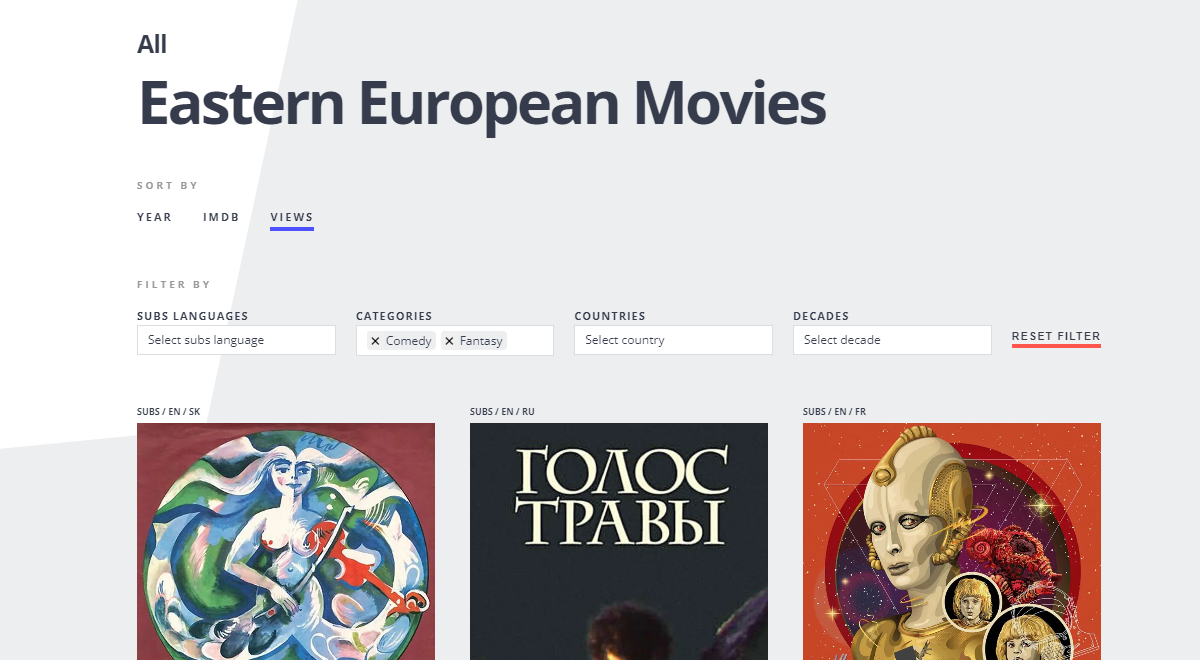 All
Eastern European Movies
SORT BY
YEAR IMDB VIEWS
FILTER BY
SUBS LANGUAGES CATEGORIES COUNTRIES DECADES
Select subs language × Comedy × Fantasy Select country Select decade RESET FILTER
SUBS / EN / SK SUBS / EN / RU SUBS / EN / FR
ГОЛОС
ТРАВЫ